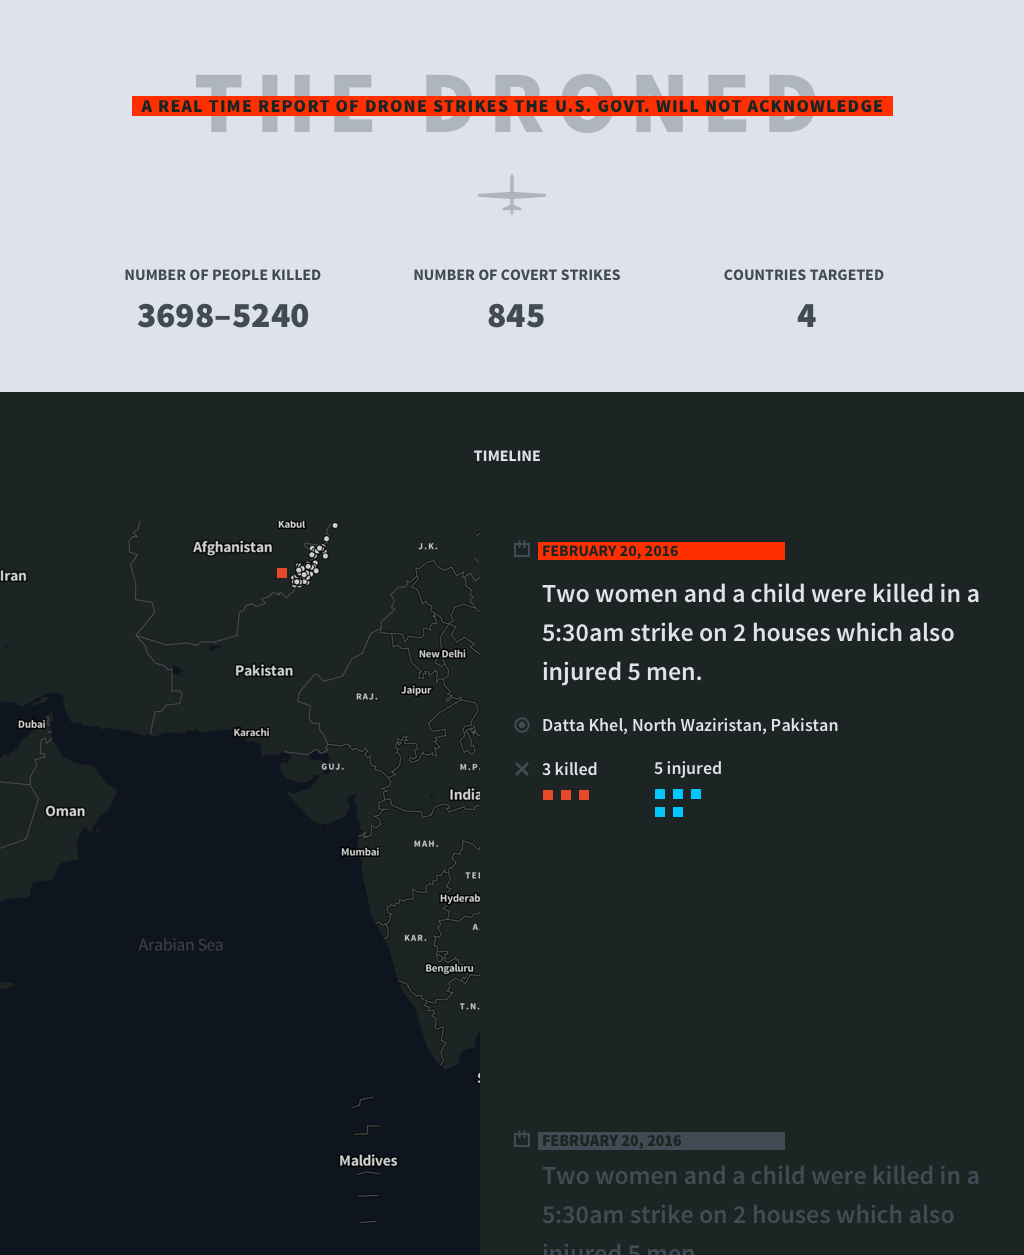 THE DRONED
A REAL TIME REPORT OF DRONE STRIKES THE U.S. GOVT. WILL NOT ACKNOWLEDGE
NUMBER OF PEOPLE KILLED
3698–5240
NUMBER OF COVERT STRIKES
845
COUNTRIES TARGETED
4
TIMELINE
Kabul
Afghanistan
J.K.
Iran
New Delhi
Pakistan
Jaipur
RAJ.
Dubai
Karachi
GUJ.
M.P.
India
Oman
MAH.
Mumbai
TE
Hyderab
A.
KAR.
Arabian Sea
Bengaluru
T.N.
Maldives
FEBRUARY 20, 2016
Two women and a child were killed in a
5:30am strike on 2 houses which also
injured 5 men.
Datta Khel, North Waziristan, Pakistan
3 killed
5 injured
FEBRUARY 20, 2016
Two women and a child were killed in a
5:30am strike on 2 houses which also
injured 5 men.